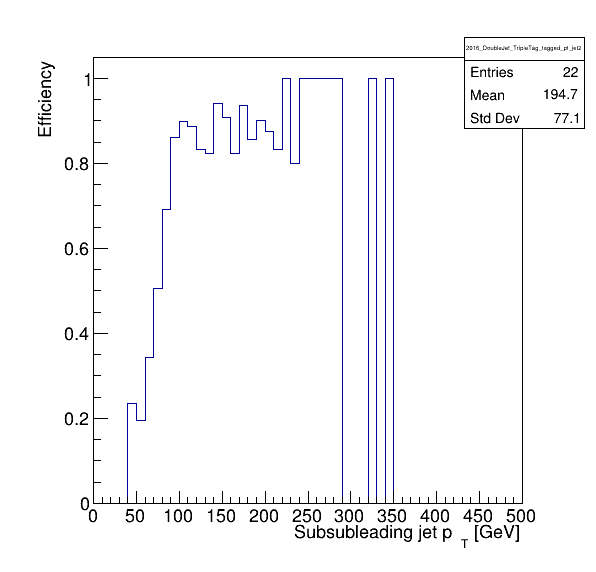 2016_DoubleJet_TripleTag_tagged_pt_jet2
Entries 22
Mean 194.7
Std Dev 77.1
Efficiency
1
0.8
0.6
0.4
0.2
0
0 50 100 150 200 250 300 350 400 450 500
Subsubleading jet p T [GeV]